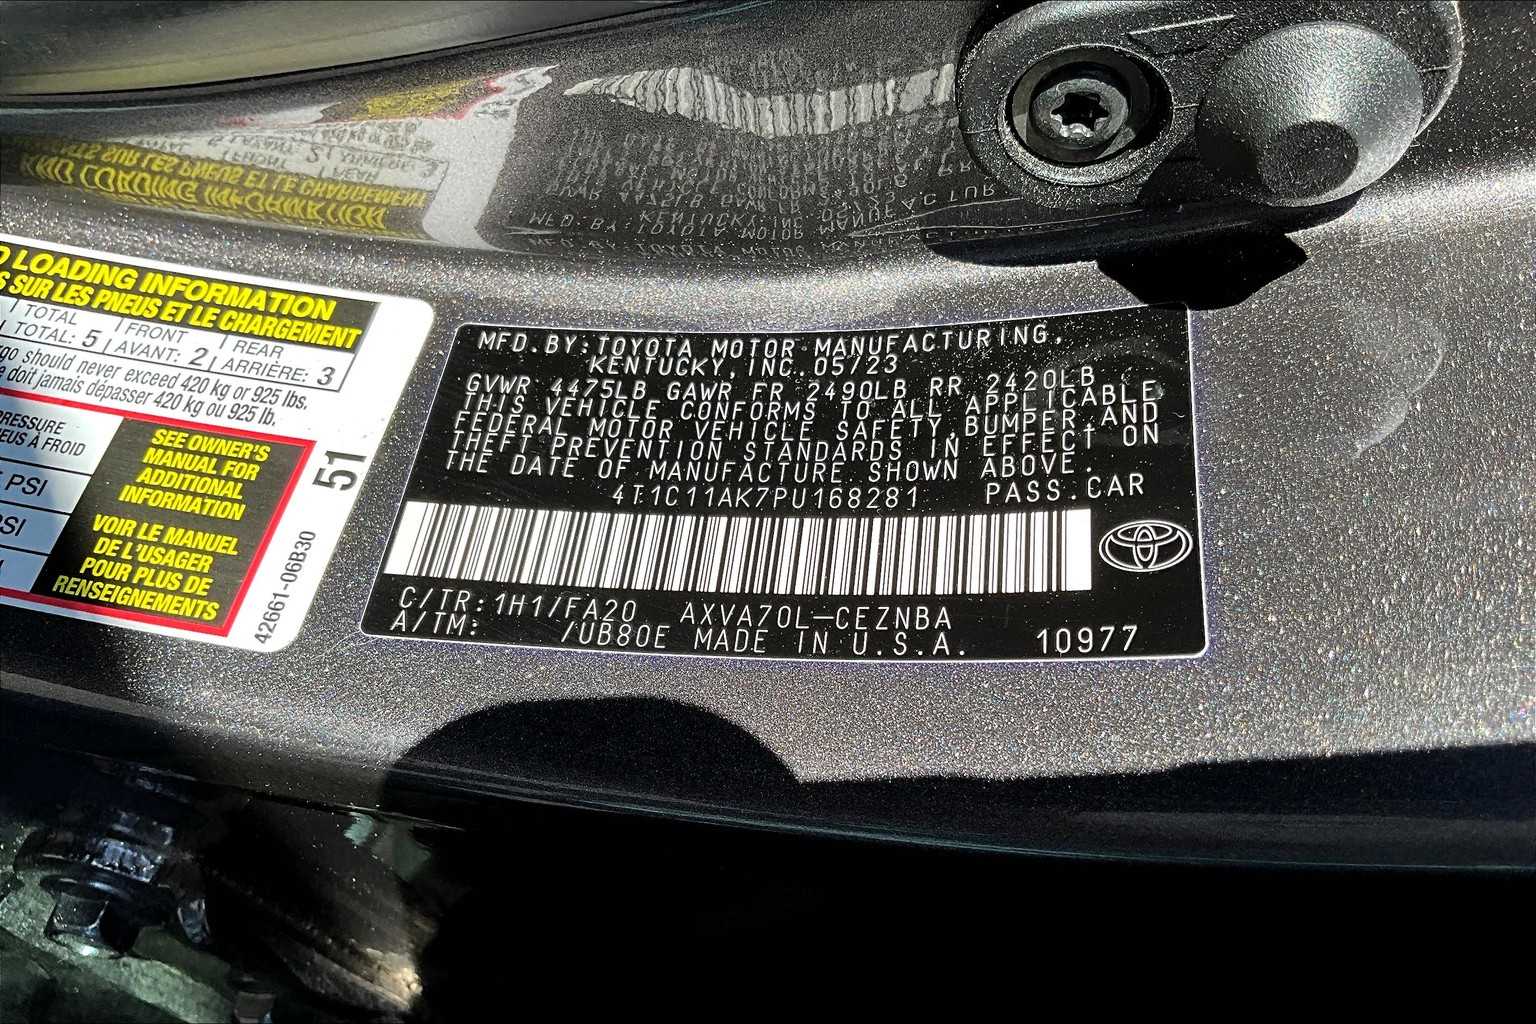 D LOADING INFORMATION
S SUR LES PNEUS ET LE CHARGEMENT
TOTAL FRONT REAR
TOTAL: 5 AVANT: 2 ARRIÈRE: 3
rgo should never exceed 420 kg or 925 lbs.
e doit jamais dépasser 420 kg ou 925 lb.
PRESSURE
EUS À FROID
PSI
PSI
SEE OWNER'S
MANUAL FOR
ADDITIONAL
INFORMATION
VOIR LE MANUEL
DE L'USAGER
POUR PLUS DE
RENSEIGNEMENTS
51
42661-06B30
MFD.BY:TOYOTA MOTOR MANUFACTURING,
KENTUCKY,INC.05/23
GVWR 4475LB GAWR FR 2490LB RR 2420LB
THIS VEHICLE CONFORMS TO ALL APPLICABLE
FEDERAL MOTOR VEHICLE SAFETY,BUMPER,AND
THEFT PREVENTION STANDARDS IN EFFECT ON
THE DATE OF MANUFACTURE SHOWN ABOVE.
4T1C11AK7PU168281 PASS.CAR
C/TR:1H1/FA20 AXVA70L-CEZNBA
A/TM: /UB80E MADE IN U.S.A. 10977